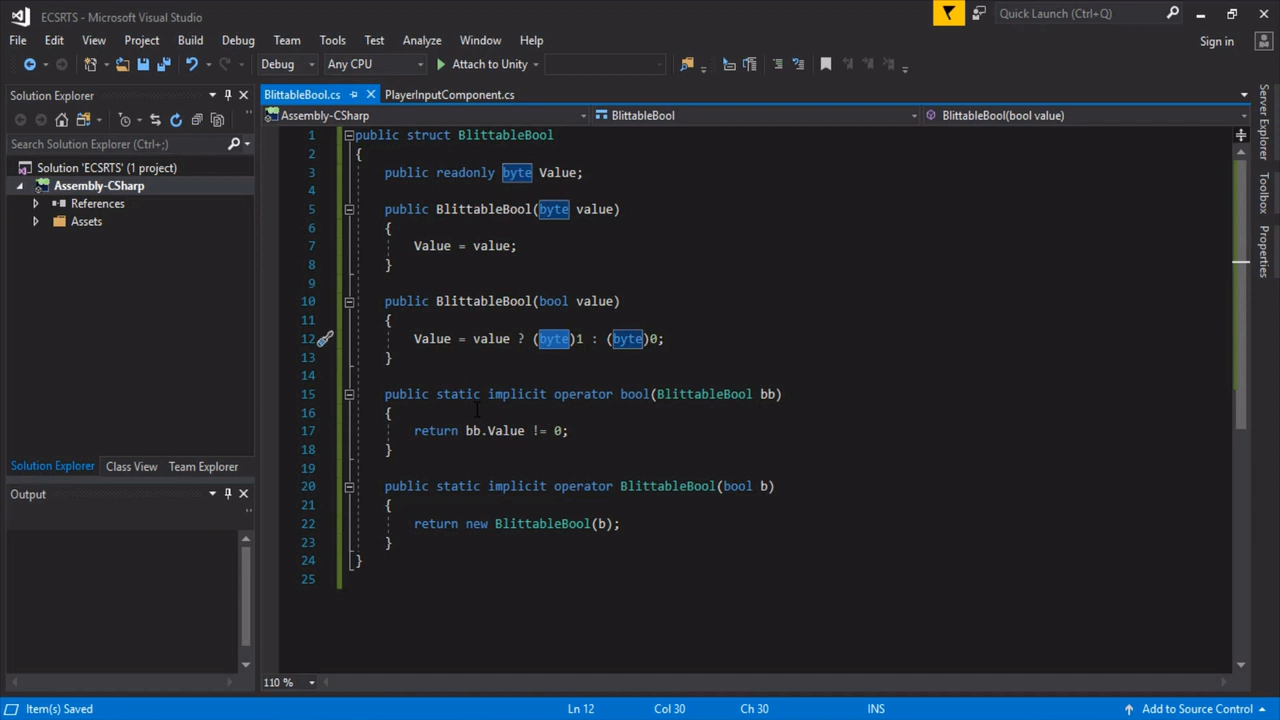 ECSRTS - Microsoft Visual Studio
Quick Launch (Ctrl+Q)
File Edit View Project Build Debug Team Tools Test Analyze Window Help
Sign in
Debug Any CPU Attach to Unity
Solution Explorer
Search Solution Explorer (Ctrl+;)
Solution 'ECSRTS' (1 project)
Assembly-CSharp
References
Assets
Solution Explorer Class View Team Explorer
Output
BlittableBool.cs PlayerInputComponent.cs
Assembly-CSharp BlittableBool BlittableBool(bool value)
1 public struct BlittableBool
2 {
3 public readonly byte Value;
4
5 public BlittableBool(byte value)
6 {
7 Value = value;
8 }
9
10 public BlittableBool(bool value)
11 {
12 Value = value ? (byte)1 : (byte)0;
13 }
14
15 public static implicit operator bool(BlittableBool bb)
16 {
17 return bb.Value != 0;
18 }
19
20 public static implicit operator BlittableBool(bool b)
21 {
22 return new BlittableBool(b);
23 }
24 }
25
110 %
Server Explorer
Toolbox
Properties
Item(s) Saved Ln 12 Col 30 Ch 30 INS Add to Source Control